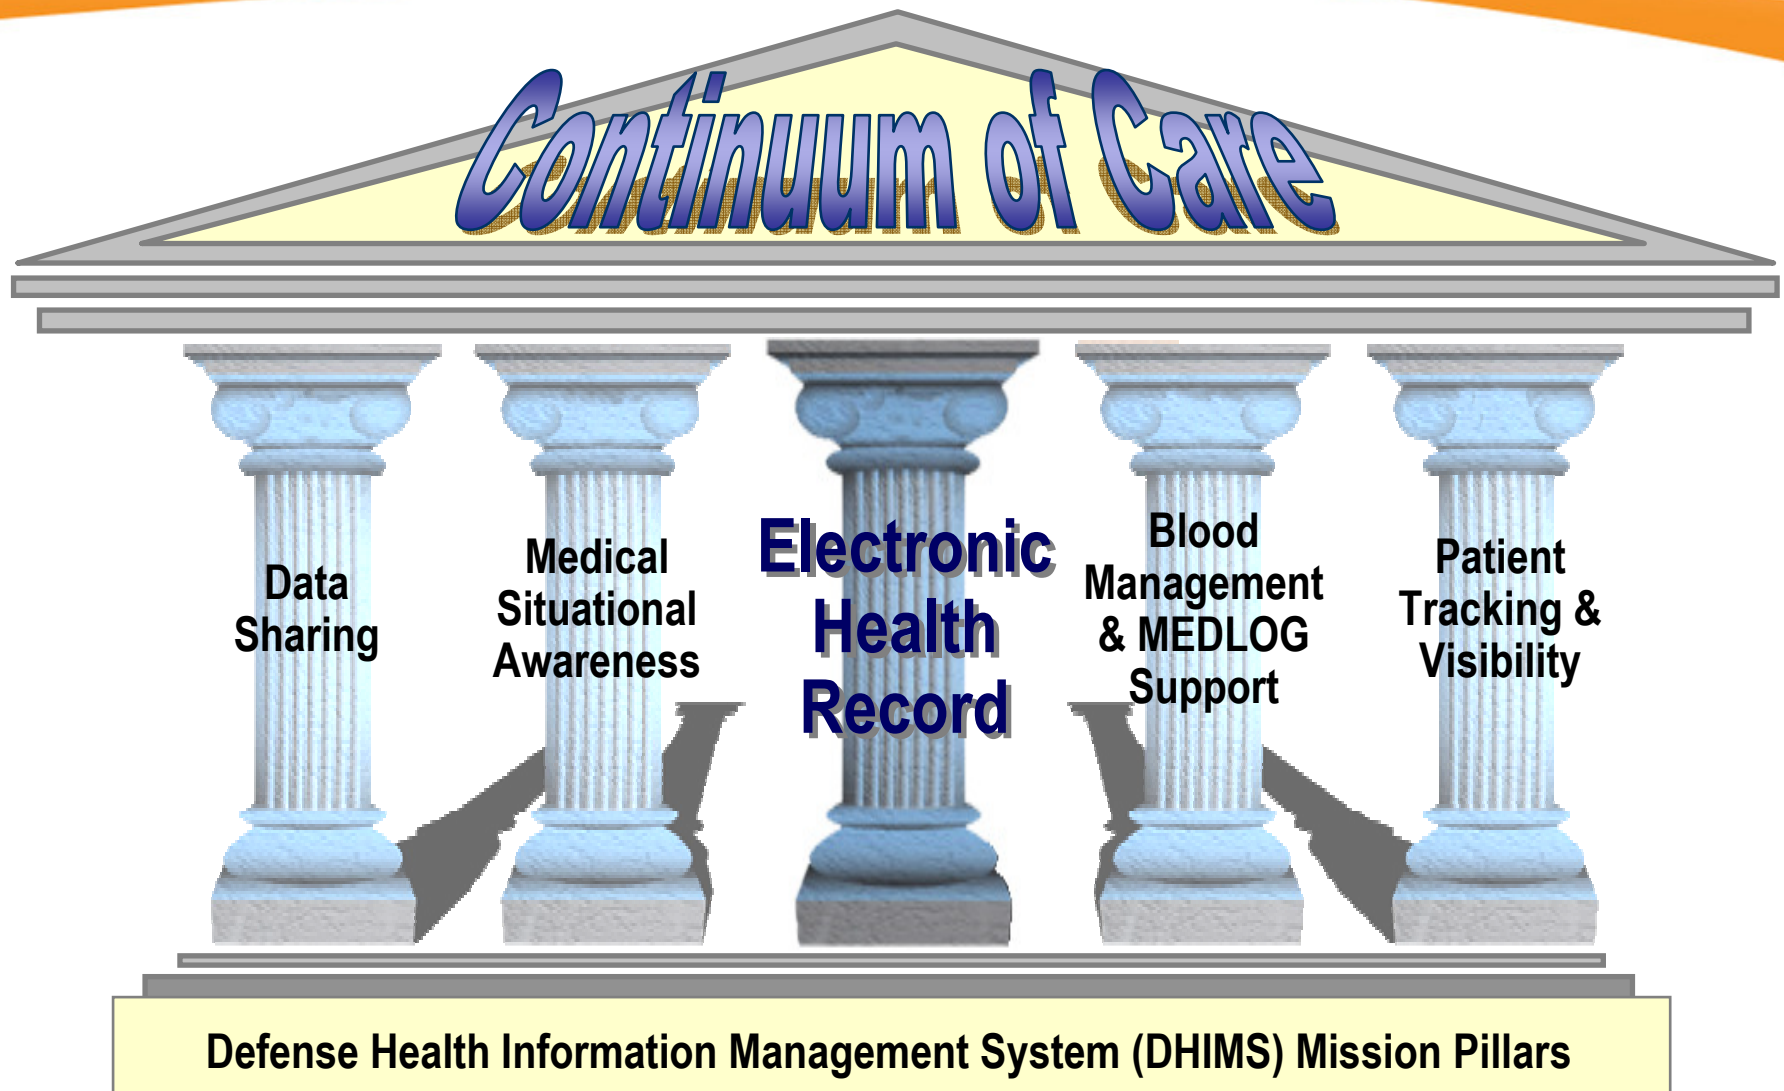 Continuum of Care
Data
Sharing
Medical
Situational
Awareness
Electronic
Health
Record
Blood
Management
& MEDLOG
Support
Patient
Tracking &
Visibility
Defense Health Information Management System (DHIMS) Mission Pillars